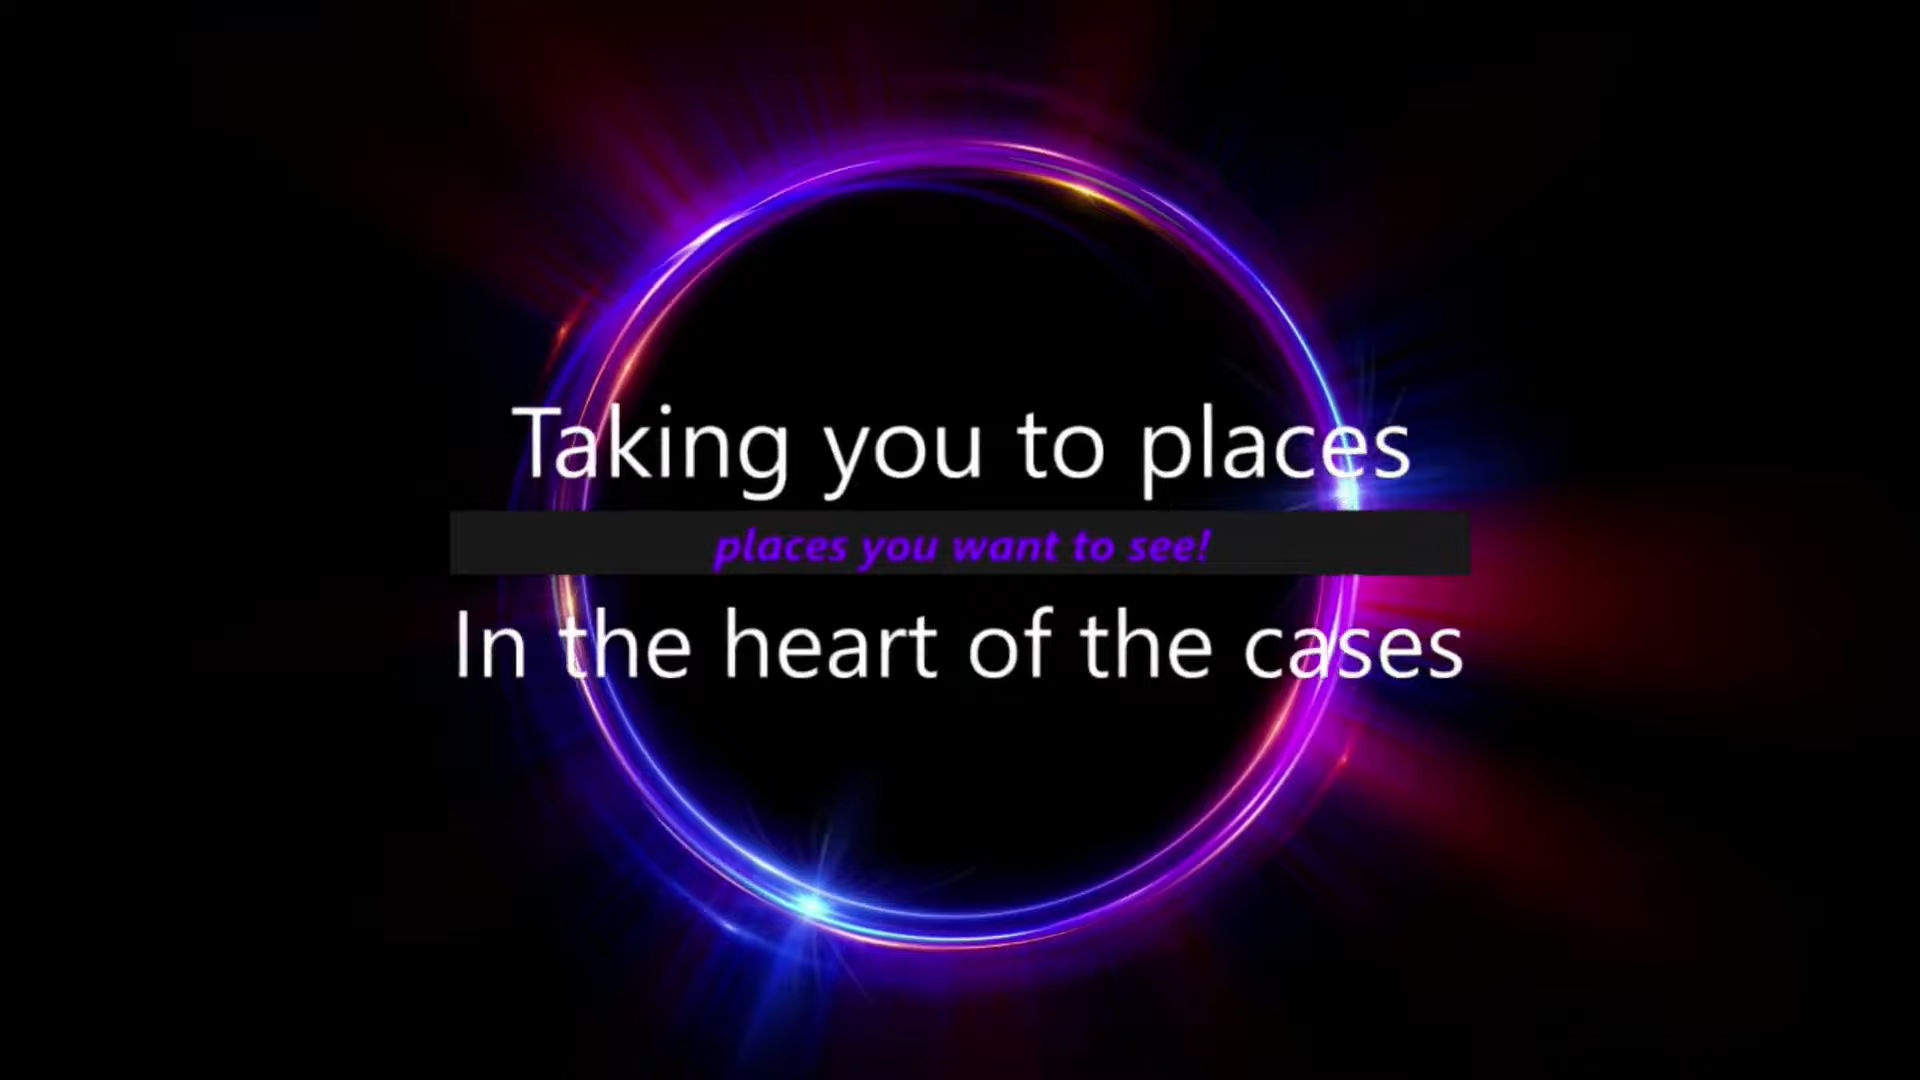 Taking you to places
places you want to see!
In the heart of the cases